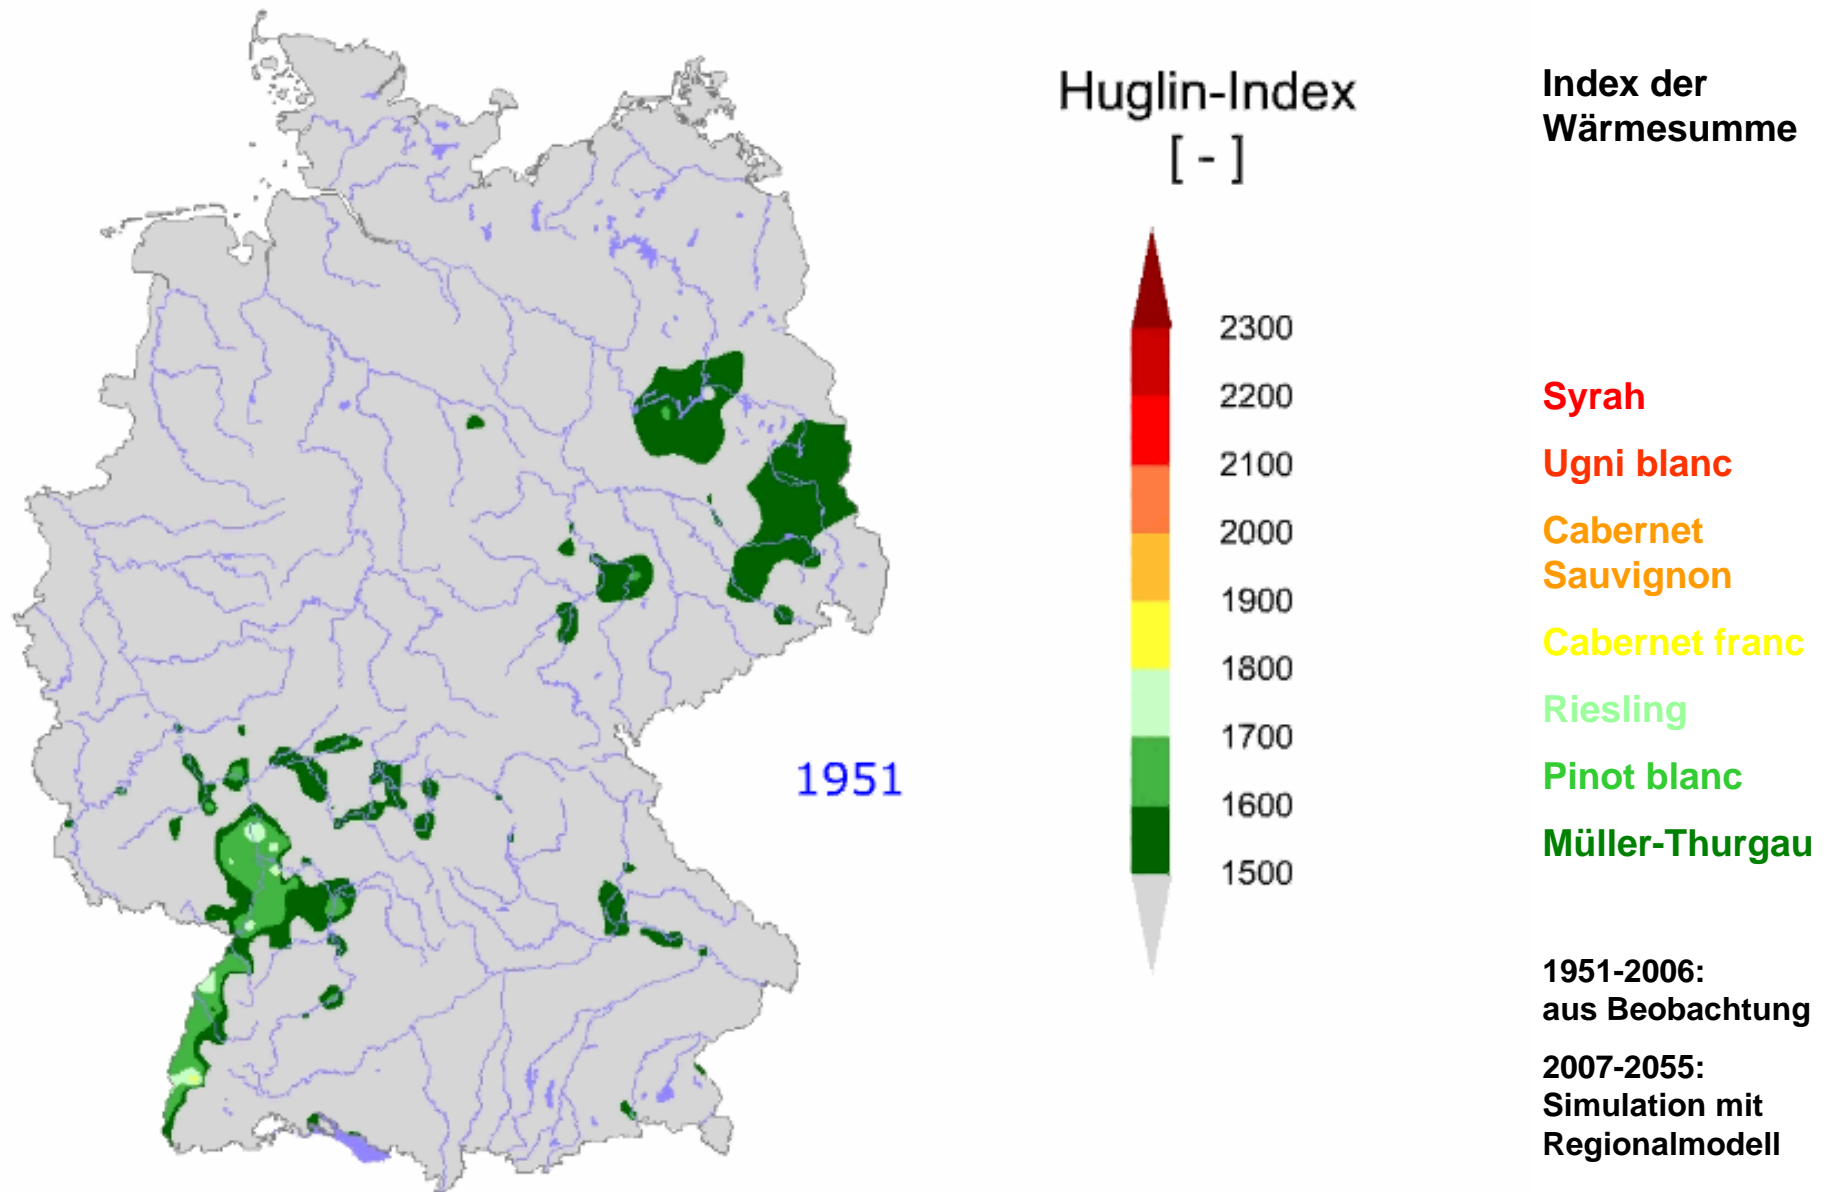 Huglin-Index
[ - ]
Index der
Wärmesumme
2300
2200
2100
2000
1900
1800
1700
1600
1500
Syrah
Ugni blanc
Cabernet
Sauvignon
Cabernet franc
Riesling
Pinot blanc
Müller-Thurgau
1951
1951-2006:
aus Beobachtung
2007-2055:
Simulation mit
Regionalmodell